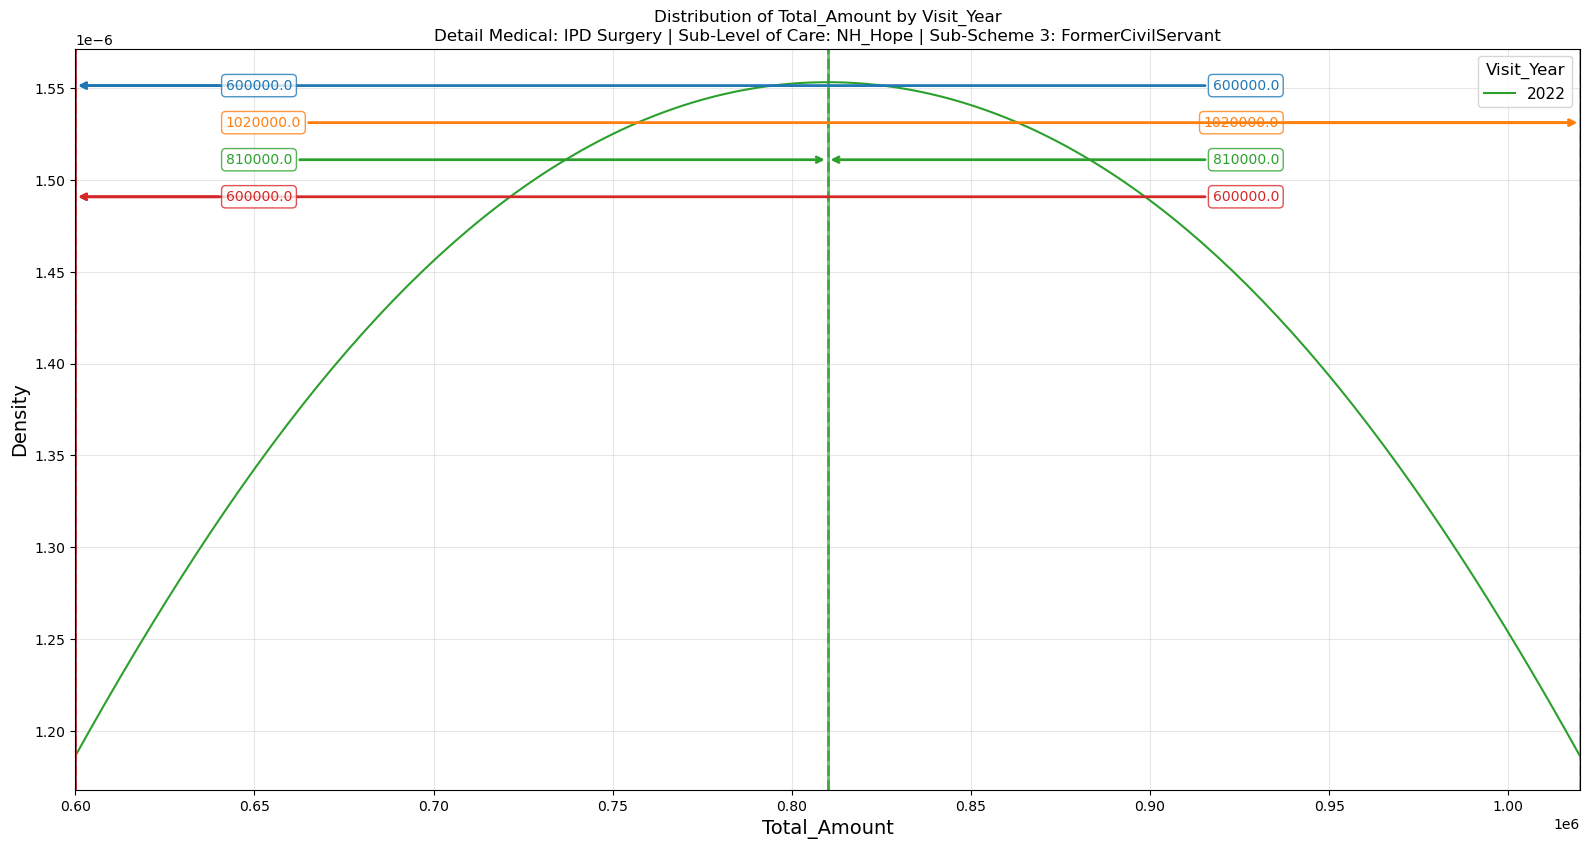 Distribution of Total_Amount by Visit_Year
Detail Medical: IPD Surgery | Sub-Level of Care: NH_Hope | Sub-Scheme 3: FormerCivilServant
1e−6
Visit_Year
2022
600000.0 600000.0
1020000.0 1020000.0
810000.0 810000.0
600000.0 600000.0
1.55
1.50
1.45
1.40
1.35
1.30
1.25
1.20
Density
0.60 0.65 0.70 0.75 0.80 0.85 0.90 0.95 1.00
1e6
Total_Amount